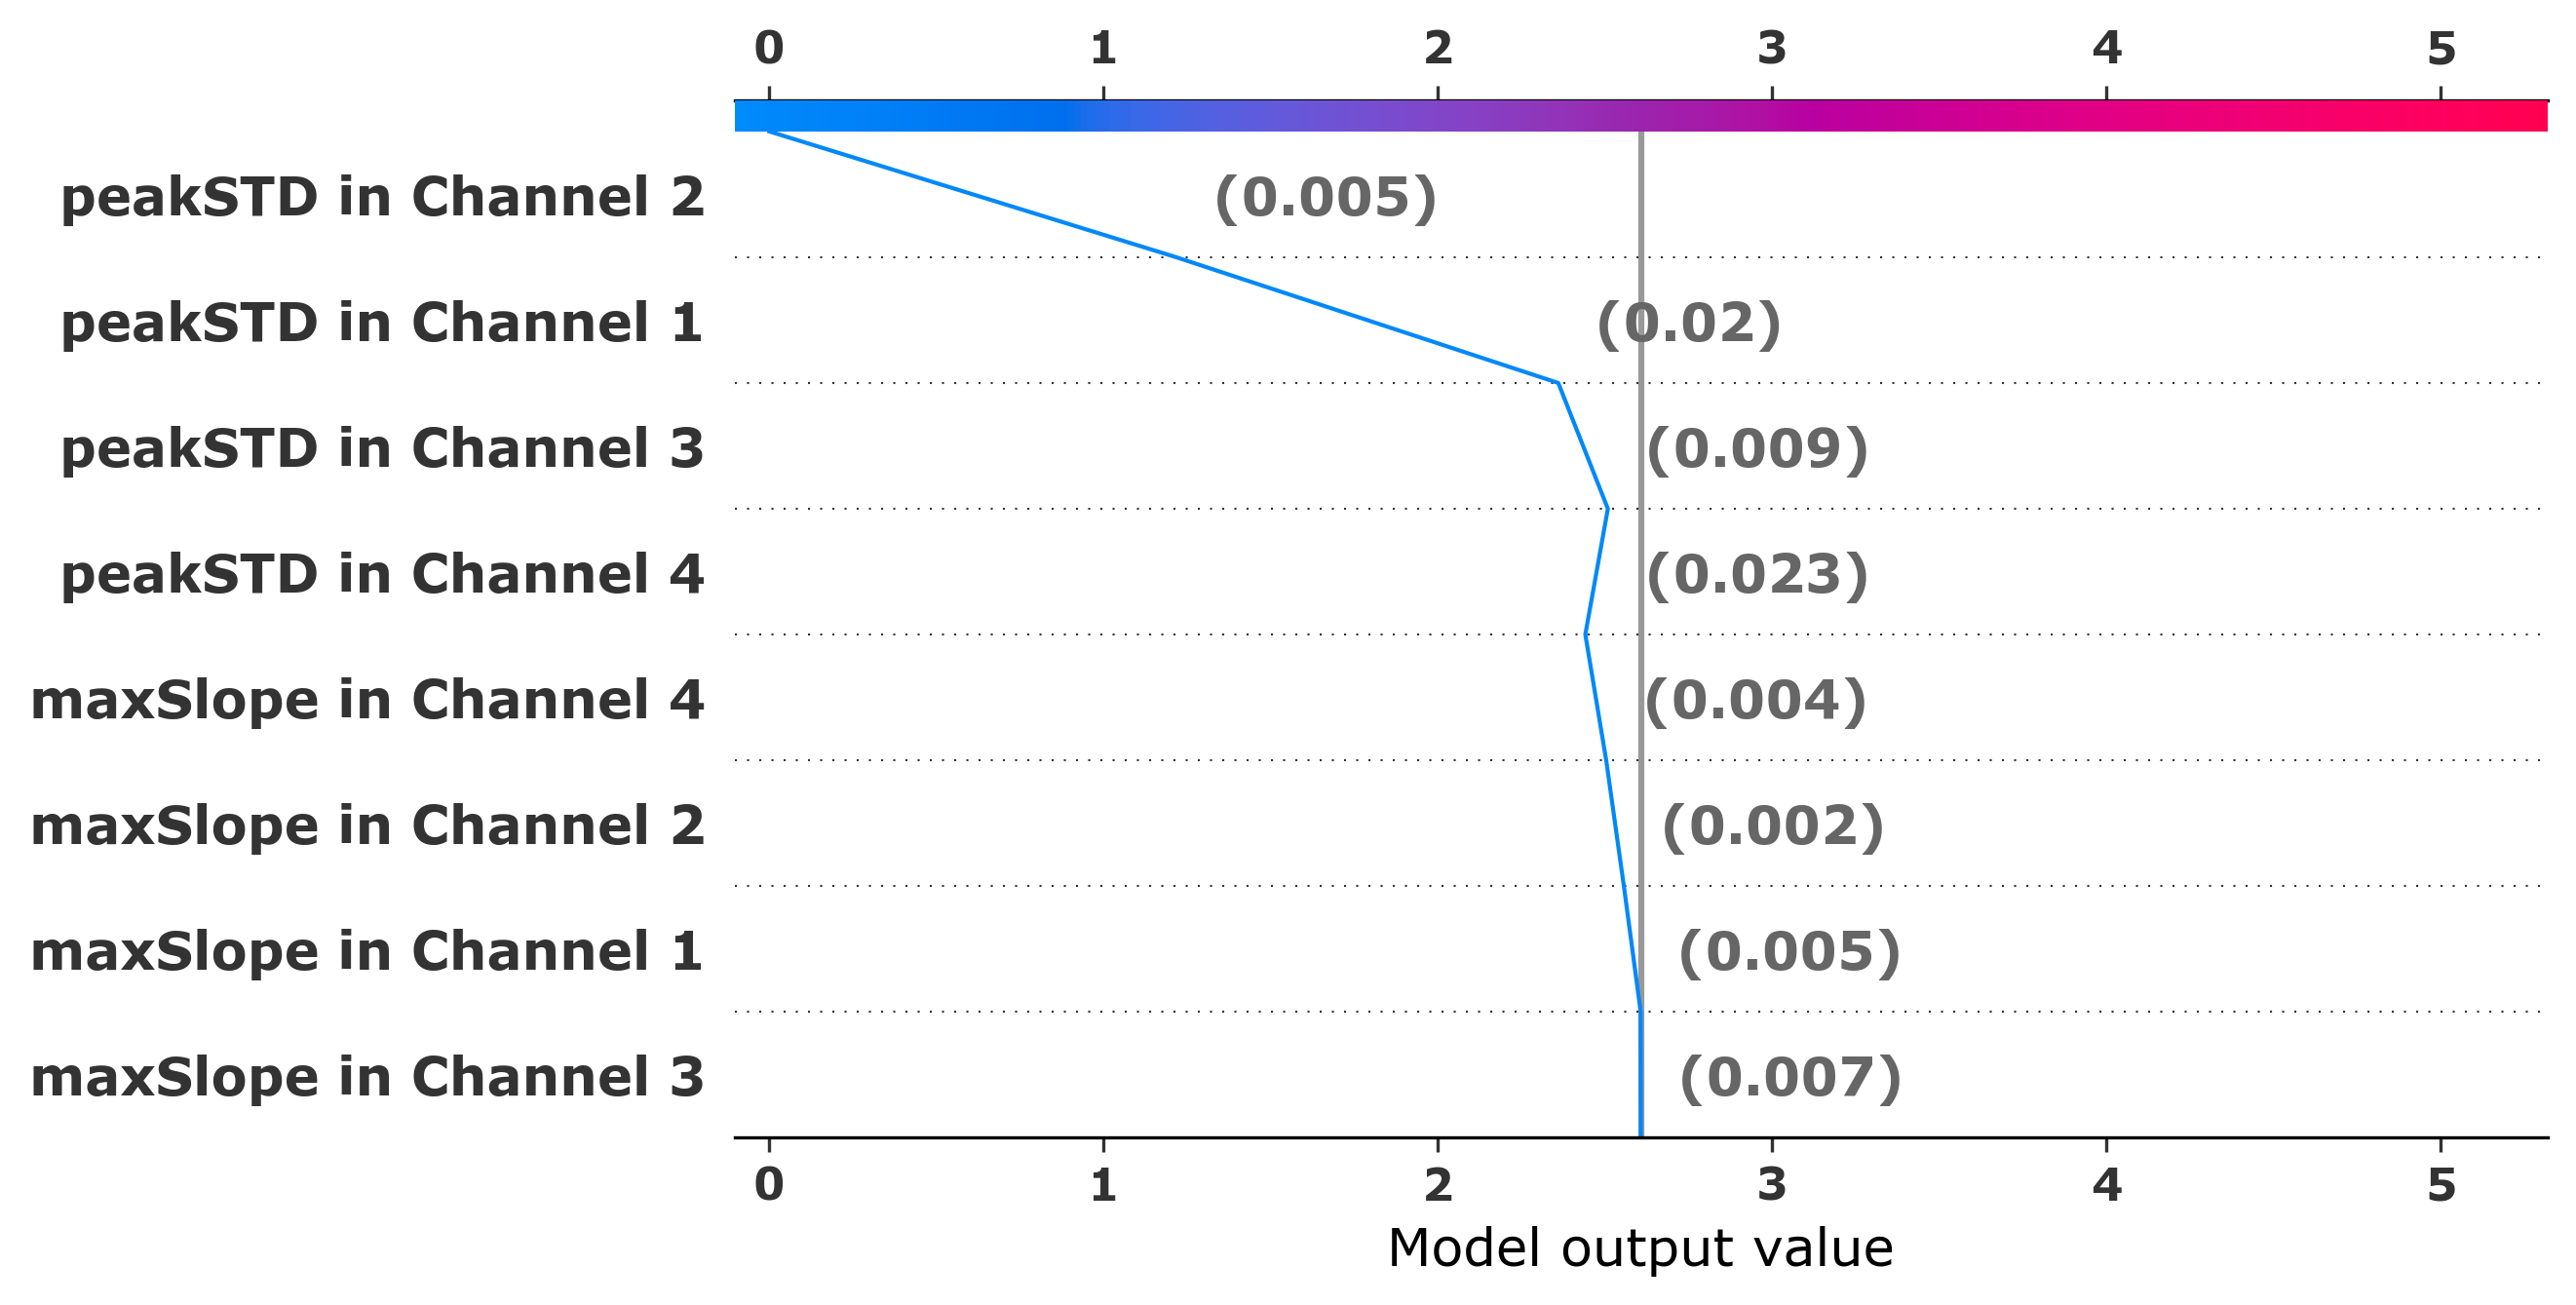 0 1 2 3 4 5
peakSTD in Channel 2 (0.005)
peakSTD in Channel 1 (0.02)
peakSTD in Channel 3 (0.009)
peakSTD in Channel 4 (0.023)
maxSlope in Channel 4 (0.004)
maxSlope in Channel 2 (0.002)
maxSlope in Channel 1 (0.005)
maxSlope in Channel 3 (0.007)
0 1 2 3 4 5
Model output value